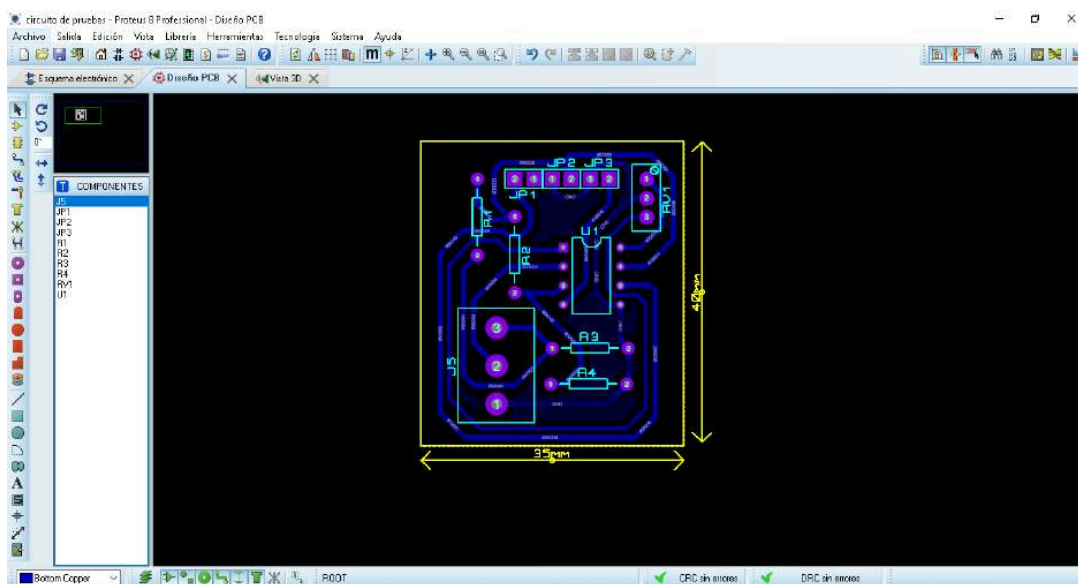 circuito de pruebas - Proteus 8 Professional - Diseño PCB
Archivo Salida Edición Vista Librería Herramientas Tecnología Sistema Ayuda
Esquema electrónico Diseño PCB Vista 3D
0°
COMPONENTES
J5
JP1
JP2
JP3
R1
R2
R3
R4
RV1
U1
JP2 JP3
JP1
RV1
R1
R2
U1
R3
R4
J5
3
2
1
40mm
35mm
Bottom Copper
ROOT
CRC sin errores
DRC sin errores